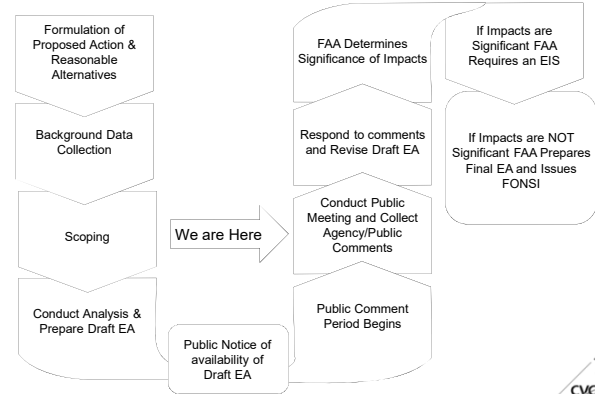 Formulation of
Proposed Action &
Reasonable
Alternatives
Background Data
Collection
Scoping
Conduct Analysis &
Prepare Draft EA
Public Notice of
availability of
Draft EA
Public Comment
Period Begins
We are Here
Conduct Public
Meeting and Collect
Agency/Public
Comments
Respond to comments
and Revise Draft EA
FAA Determines
Significance of Impacts
If Impacts are
Significant FAA
Requires an EIS
If Impacts are NOT
Significant FAA Prepares
Final EA and Issues
FONSI
CVG